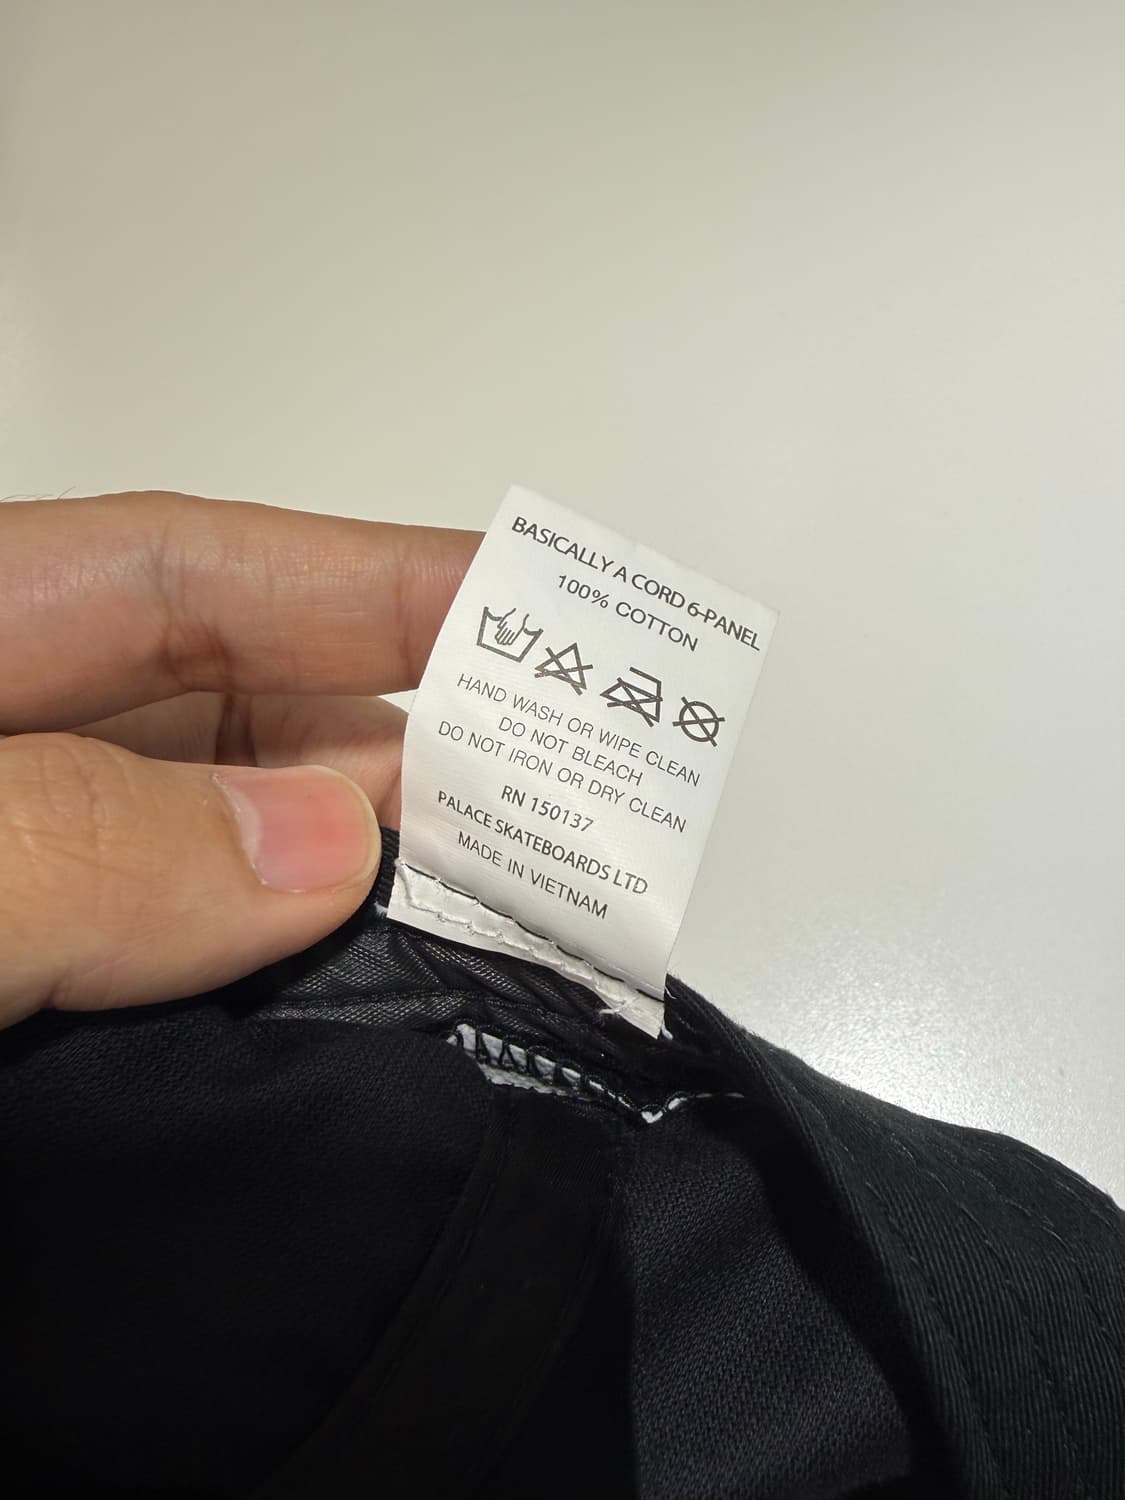 BASICALLY A CORD 6-PANEL
100% COTTON
HAND WASH OR WIPE CLEAN
DO NOT BLEACH
DO NOT IRON OR DRY CLEAN
RN 150137
PALACE SKATEBOARDS LTD
MADE IN VIETNAM